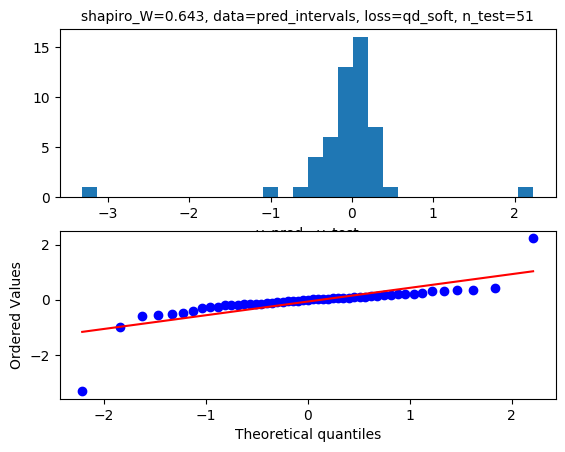 shapiro_W=0.643, data=pred_intervals, loss=qd_soft, n_test=51
15
10
5
0
−3 −2 −1 0 1 2
2
0
−2
Ordered Values
−2 −1 0 1 2
Theoretical quantiles